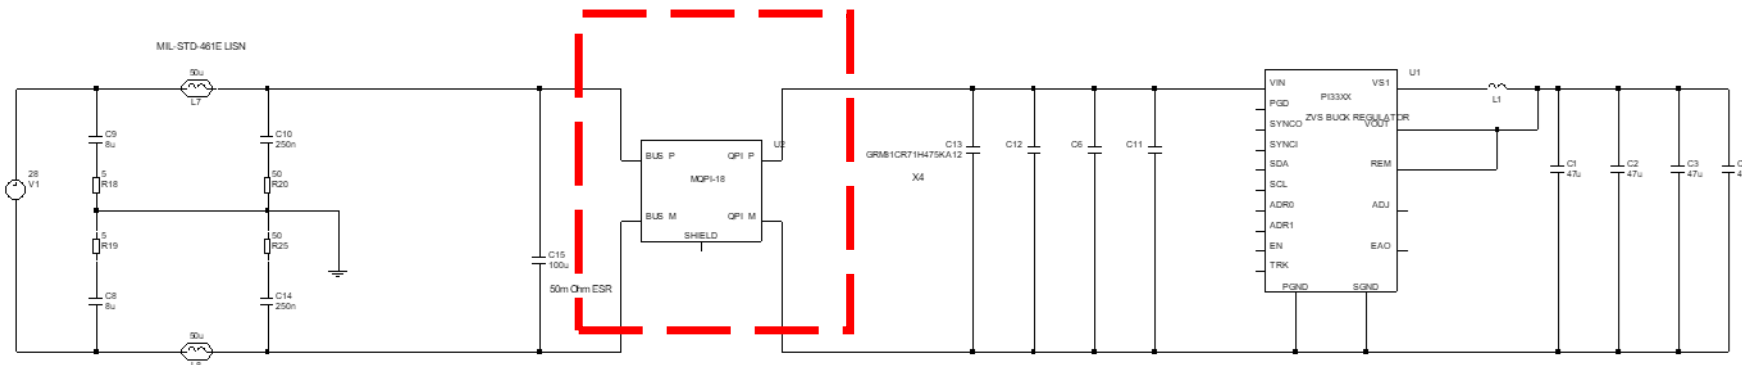 MIL-STD-461E LISN
50u
L7
C9
8u
C10
250n
5
R18
50
R20
28
V1
5
R19
50
R25
C8
8u
C14
250n
50u
C15
100u
50m Ohm ESR
U2
BUS P
QPI P
MQPI-18
BUS M
QPI M
SHIELD
C13
GRM31CR71H475KA12
X4
C12
C6
C11
U1
VIN
VS1
PI33XX
PGD
ZVS BUCK REGULATOR
SYNCO
VOUT
SYNCI
SDA
REM
SCL
ADR0
ADJ
ADR1
EN
EAO
TRK
PGND
SGND
L1
C1
47u
C2
47u
C3
47u
C
4